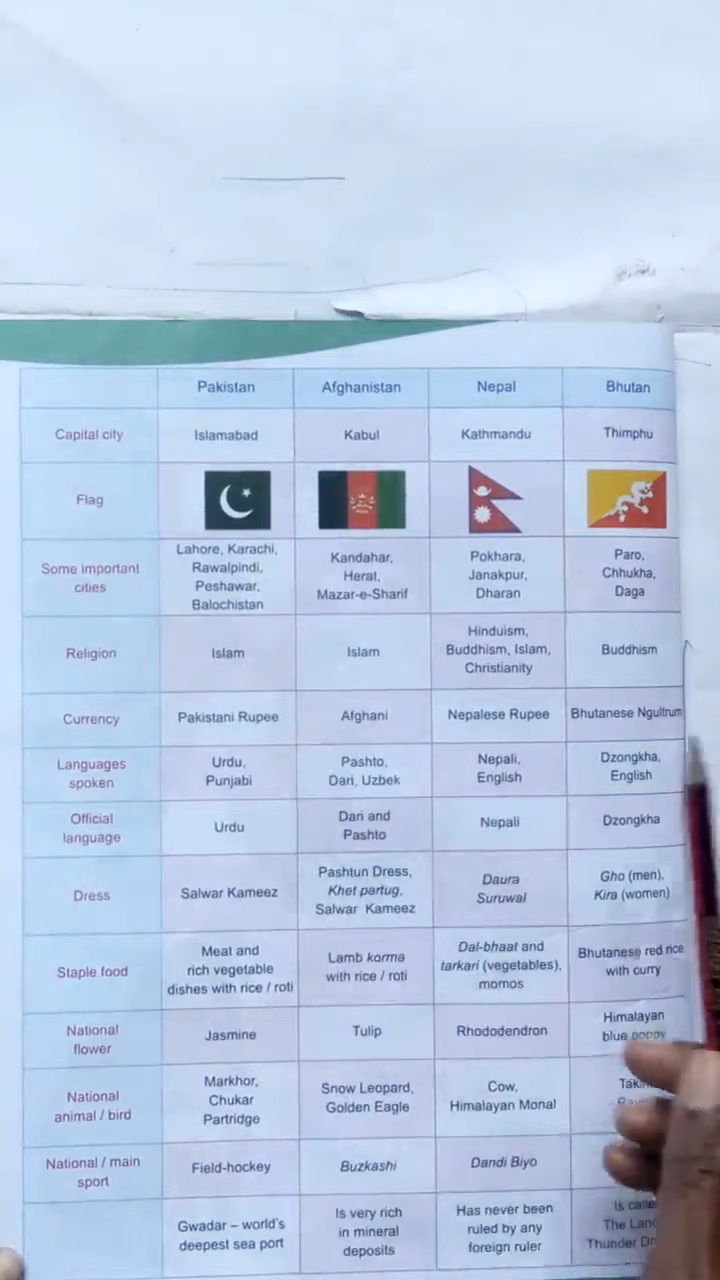 Pakistan Afghanistan Nepal Bhutan
Capital city Islamabad Kabul Kathmandu Thimphu
Flag
Some important cities
Lahore, Karachi,
Rawalpindi,
Peshawar,
Balochistan
Kandahar,
Herat,
Mazar-e-Sharif
Pokhara,
Janakpur,
Dharan
Paro,
Chhukha,
Daga
Religion
Islam
Islam
Hinduism,
Buddhism, Islam,
Christianity
Buddhism
Currency Pakistani Rupee Afghani Nepalese Rupee Bhutanese Ngultrum
Languages
spoken
Urdu,
Punjabi
Pashto,
Dari, Uzbek
Nepali,
English
Dzongkha,
English
Official
language
Urdu
Dari and
Pashto
Nepali
Dzongkha
Dress
Salwar Kameez
Pashtun Dress,
Khet partug,
Salwar Kameez
Daura
Suruwal
Gho (men),
Kira (women)
Staple food
Meat and
rich vegetable
dishes with rice / roti
Lamb korma
with rice / roti
Dal-bhaat and
tarkari (vegetables),
momos
Bhutanese red rice
with curry
National
flower
Jasmine
Tulip
Rhododendron
Himalayan
blue poppy
National
animal / bird
Markhor,
Chukar
Partridge
Snow Leopard,
Golden Eagle
Cow,
Himalayan Monal
National / main
sport
Field-hockey
Buzkashi
Dandi Biyo
Gwadar – world's
deepest sea port
Is very rich
in mineral
deposits
Has never been
ruled by any
foreign ruler
Is
The
Thunder